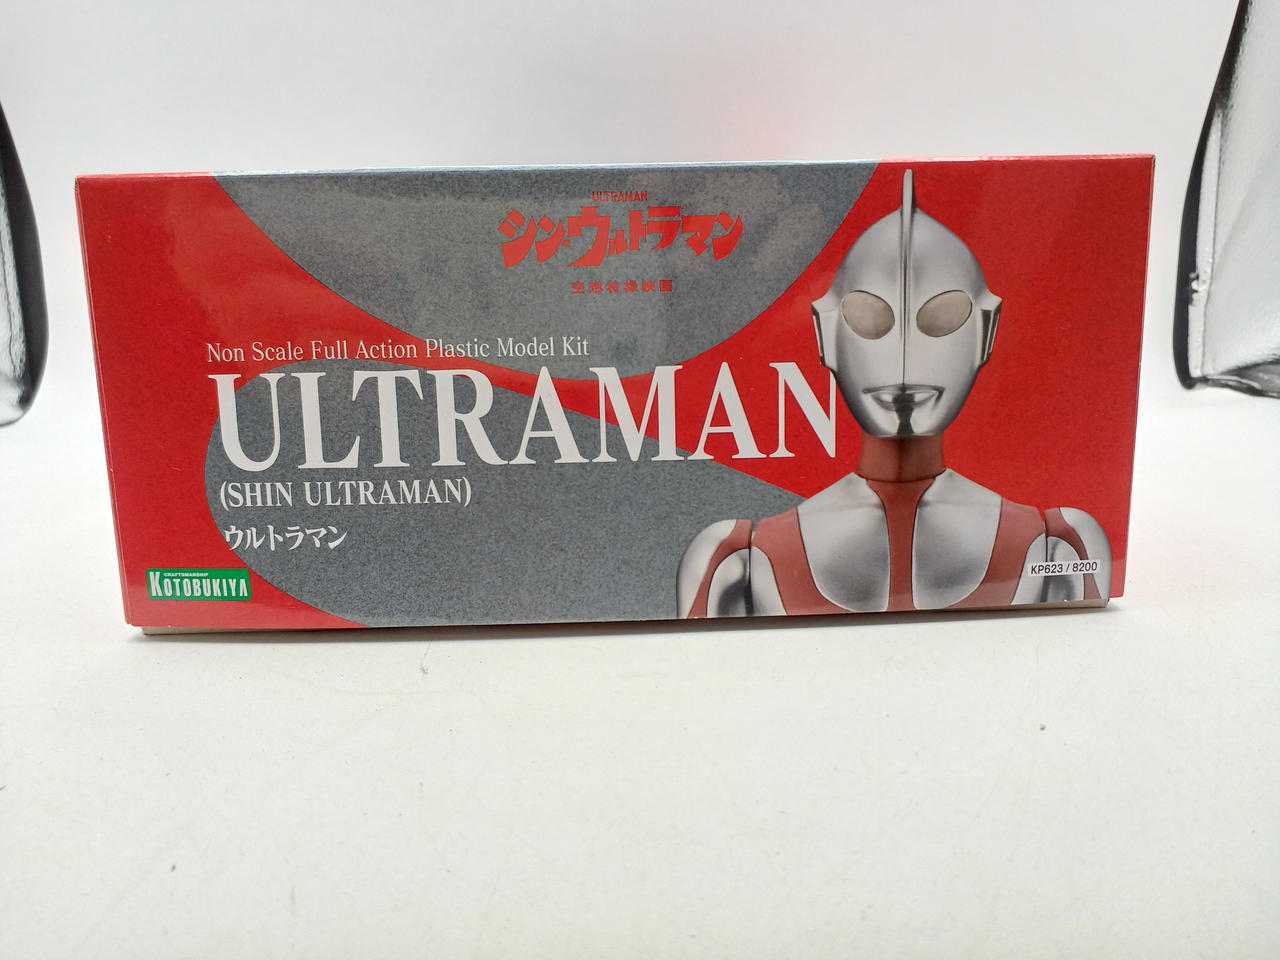 ULTRAMAN
シン・ウルトラマン
空想特撮映画
Non Scale Full Action Plastic Model Kit
ULTRAMAN
(SHIN ULTRAMAN)
ウルトラマン
CRAFTSMANSHIP
KOTOBUKIYA
KP623 / 8200